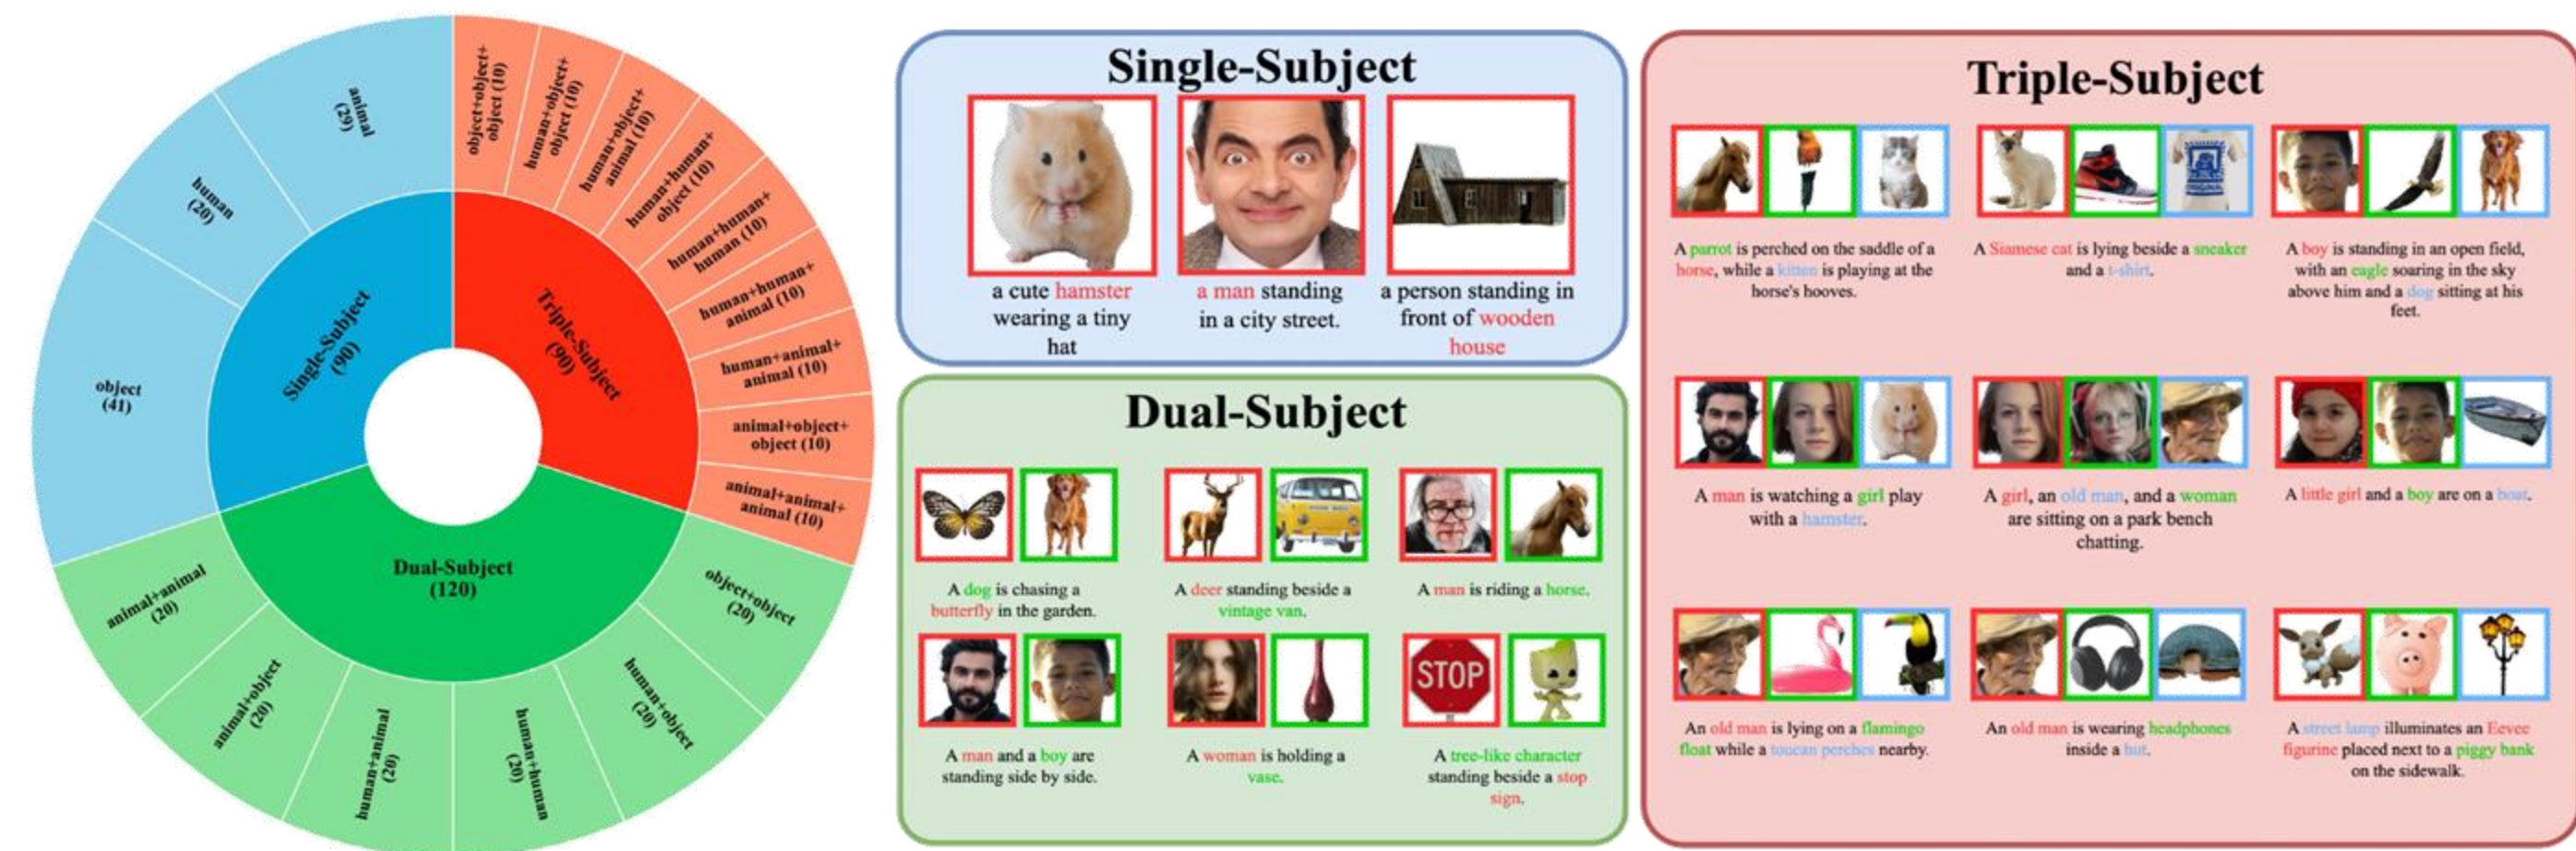 object+object+
object (10)
human+object+
object (10)
human+object+
animal (10)
human+human+
object (10)
human+human+
human (10)
human+human+
animal (10)
human+animal+
animal (10)
animal+object+
object (10)
animal+animal+
animal (10)
object+object
(20)
human+object
(20)
human+human
(20)
human+animal
(20)
animal+object
(20)
animal+animal
(20)
object
(41)
human
(20)
animal
(29)
Single-Subject
(90)
Triple-Subject
(90)
Dual-Subject
(120)
Single-Subject
a cute hamster
wearing a tiny
hat
a man standing
in a city street.
a person standing in
front of wooden
house
Dual-Subject
A dog is chasing a
butterfly in the garden.
A deer standing beside a
vintage van.
A man is riding a horse.
STOP
A man and a boy are
standing side by side.
A woman is holding a
vase.
A tree-like character
standing beside a stop
sign.
Triple-Subject
A parrot is perched on the saddle of a
horse, while a kitten is playing at the
horse's hooves.
A Siamese cat is lying beside a sneaker
and a t-shirt.
A boy is standing in an open field,
with an eagle soaring in the sky
above him and a dog sitting at his
feet.
A man is watching a girl play
with a hamster.
A girl, an old man, and a woman
are sitting on a park bench
chatting.
A little girl and a boy are on a boat.
An old man is lying on a flamingo
float while a toucan perches nearby.
An old man is wearing headphones
inside a hut.
A street lamp illuminates an Eevee
figurine placed next to a piggy bank
on the sidewalk.